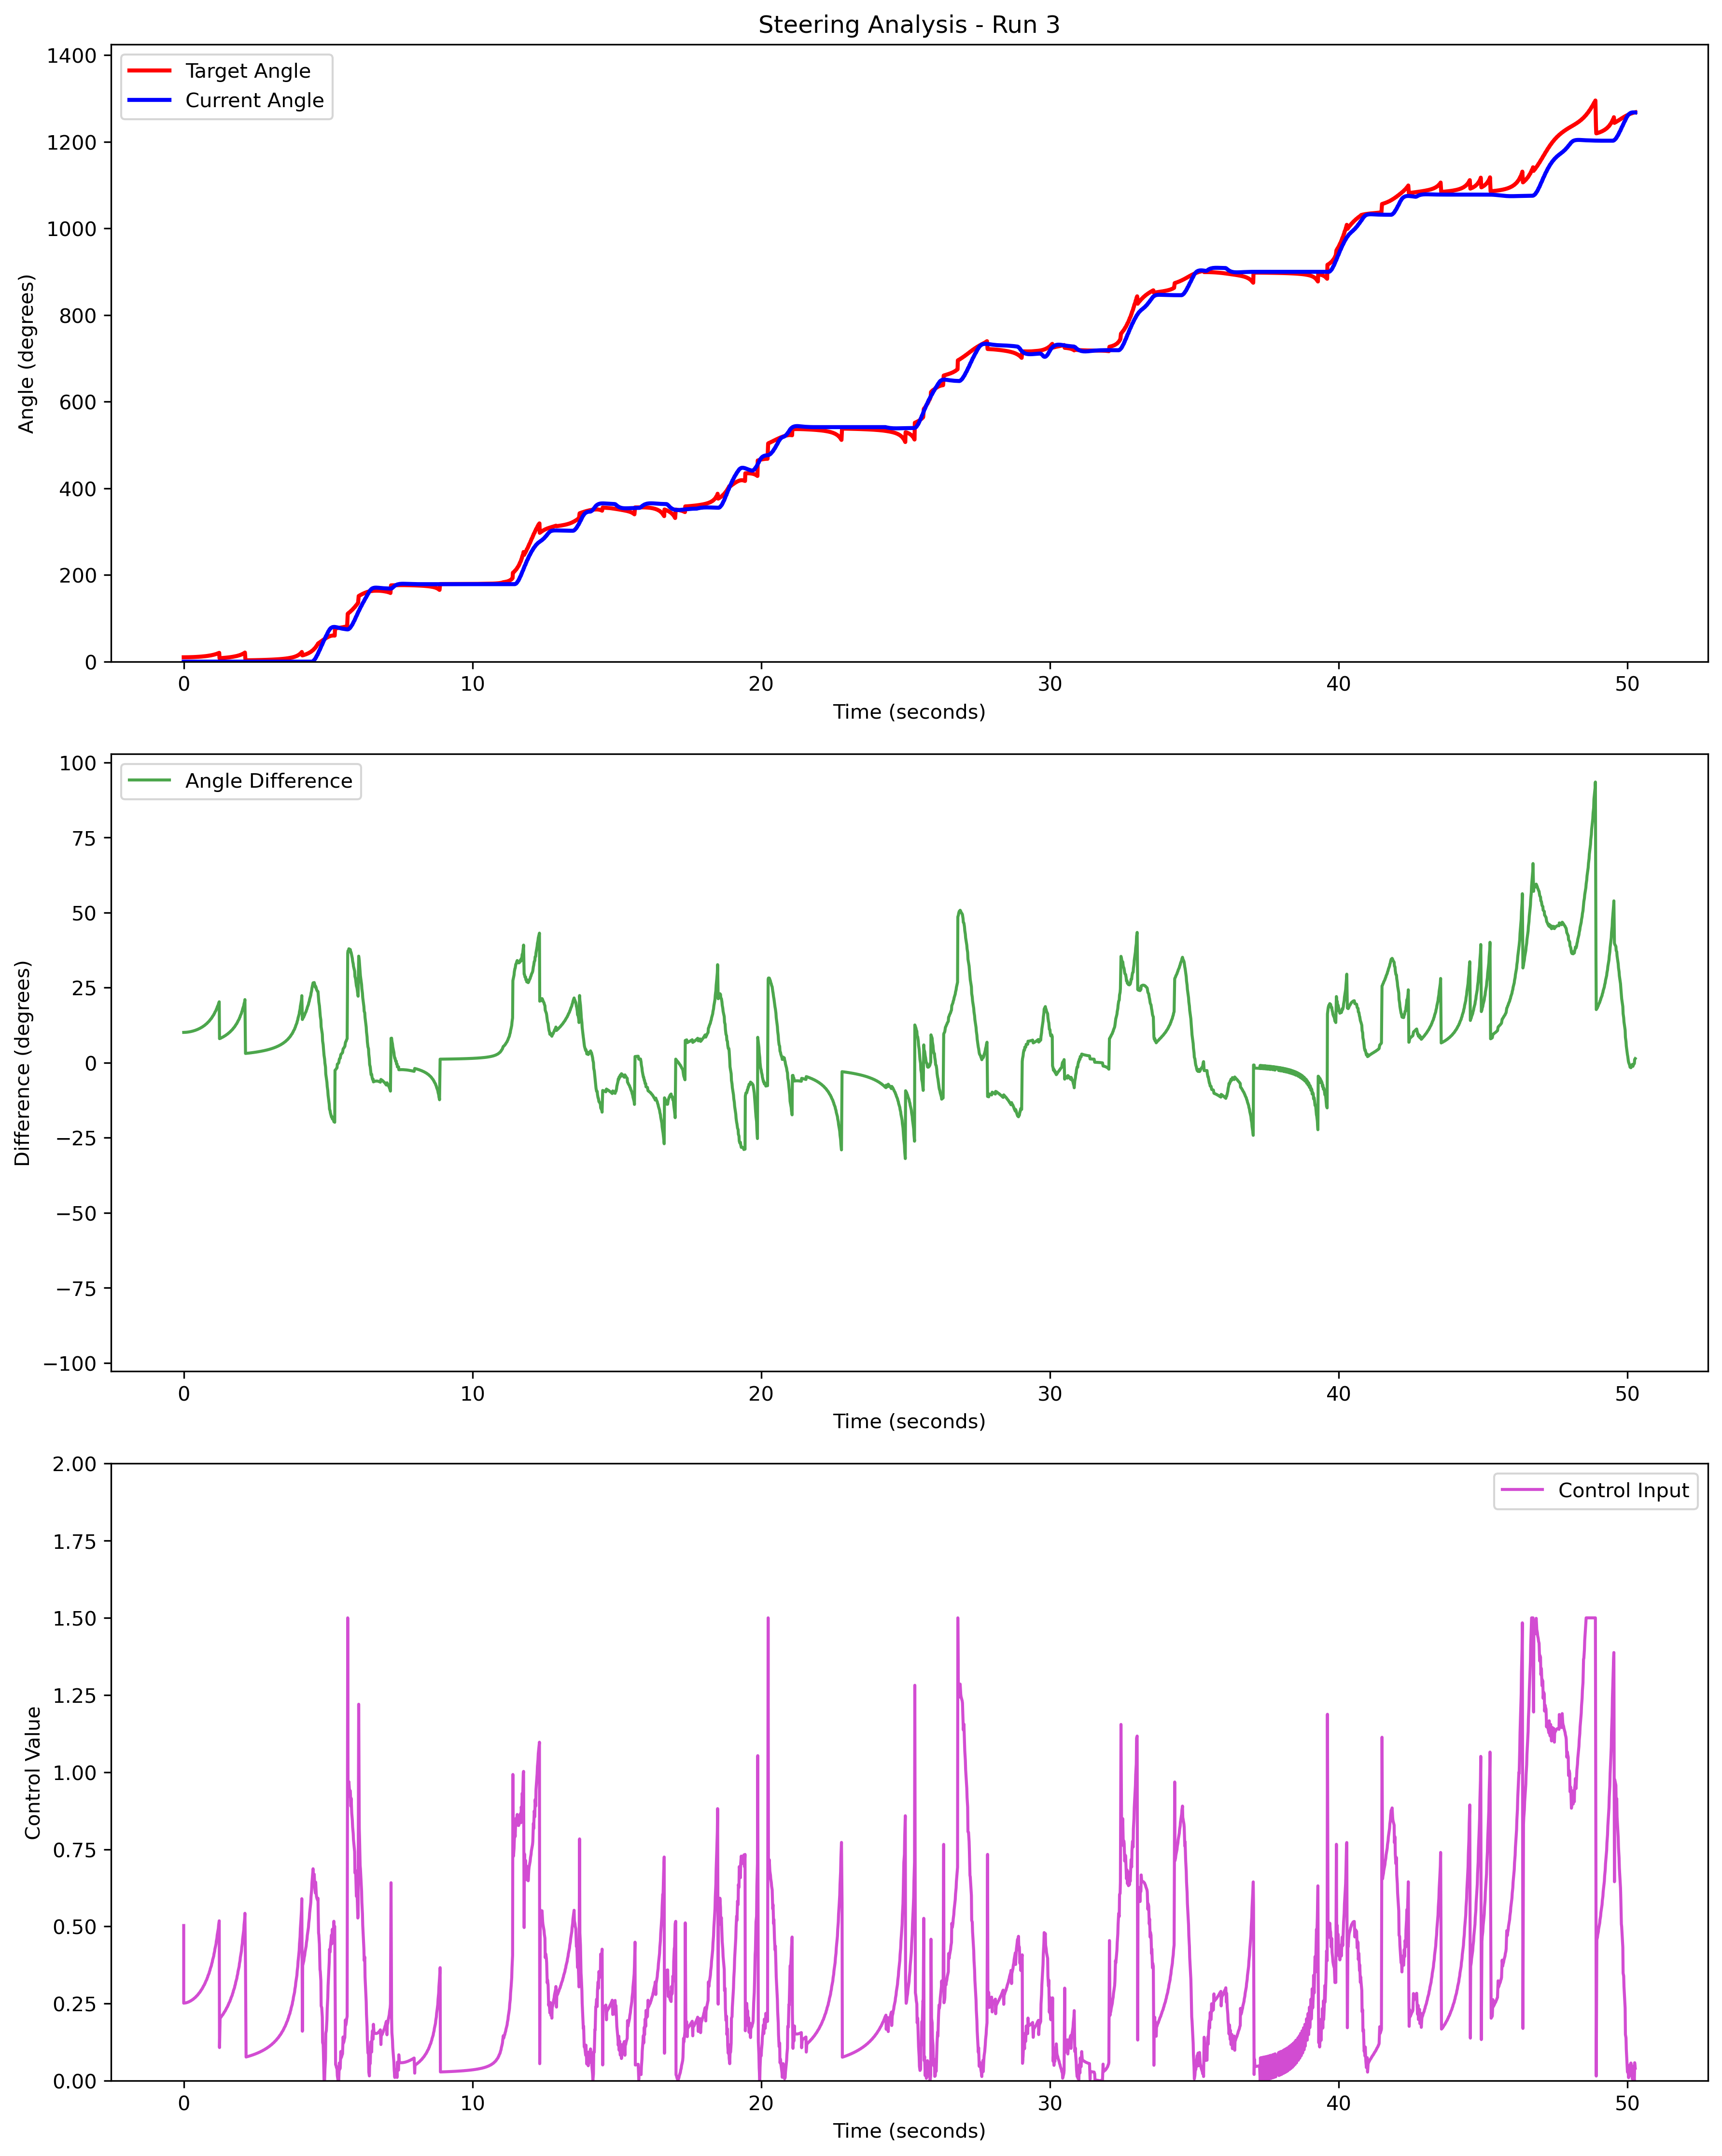 Steering Analysis - Run 3
Target Angle
Current Angle
Angle (degrees)
1400
1200
1000
800
600
400
200
0
0 10 20 30 40 50
Time (seconds)
Angle Difference
Difference (degrees)
100
75
50
25
0
−25
−50
−75
−100
0 10 20 30 40 50
Time (seconds)
Control Input
Control Value
2.00
1.75
1.50
1.25
1.00
0.75
0.50
0.25
0.00
0 10 20 30 40 50
Time (seconds)